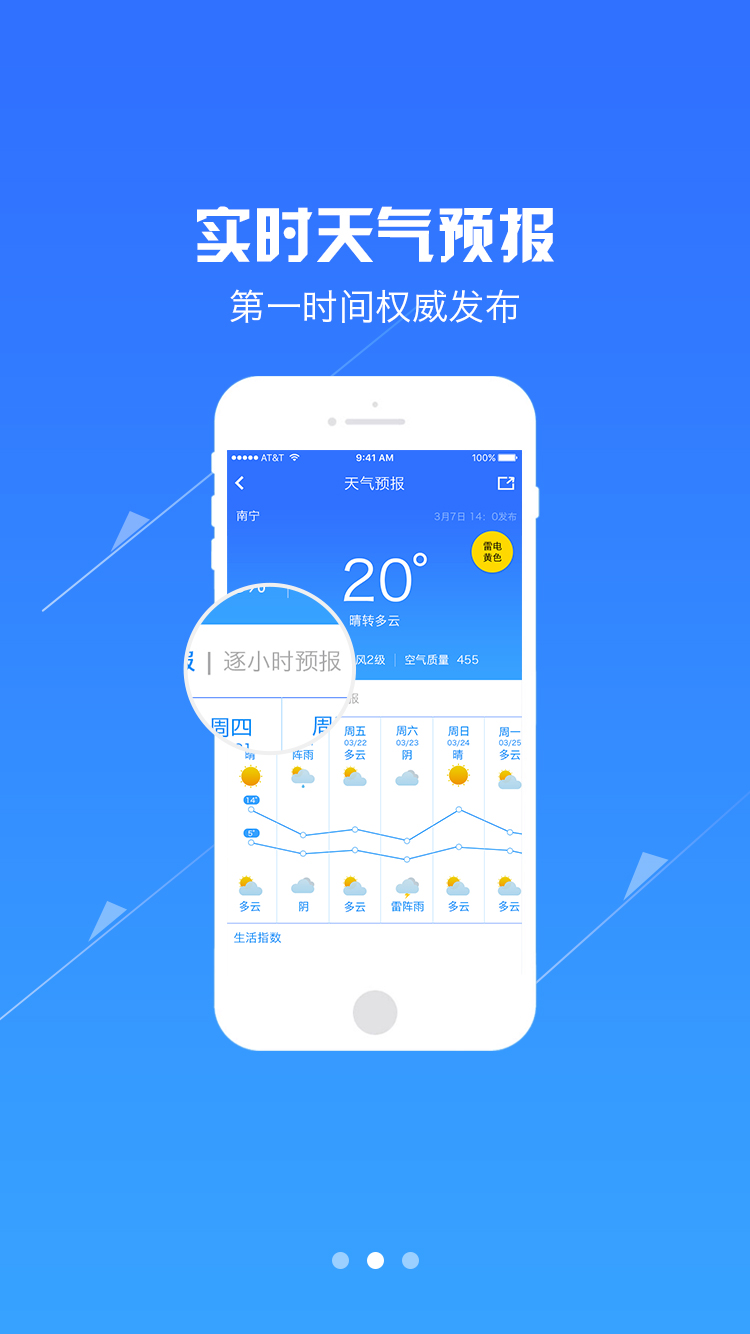 实时天气预报
第一时间权威发布
AT&T
9:41 AM
100%
天气预报
南宁
3月7日 14：0发布
雷电
黄色
20°
晴转多云
风2级
空气质量 455
% 
报 | 逐小时预报
报
周四
周
周五
周六
周日
周一
03/22
03/23
03/24
03/25
晴
阵雨
多云
阴
晴
多云
14°
5°
多云
阴
多云
雷阵雨
多云
多云
生活指数